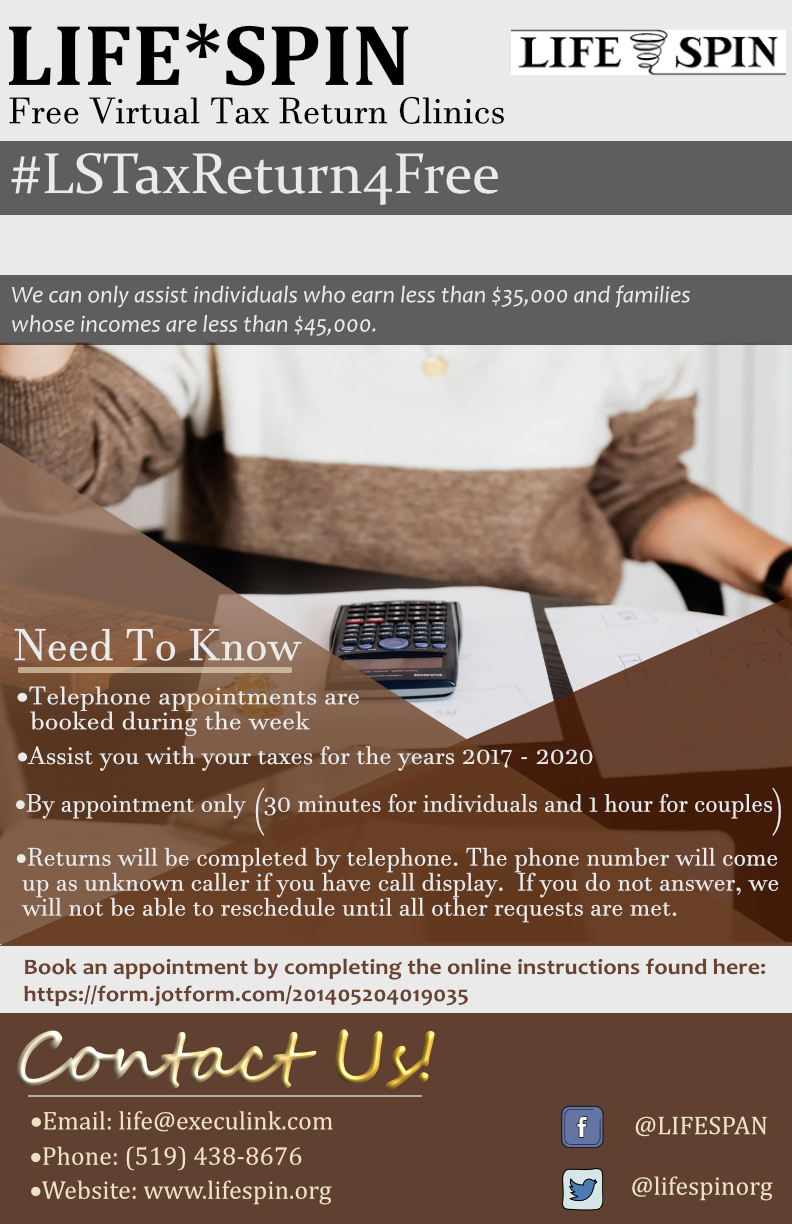 LIFE*SPIN
LIFE SPIN
Free Virtual Tax Return Clinics
#LSTaxReturn4Free
We can only assist individuals who earn less than $35,000 and families
whose incomes are less than $45,000.
Need To Know
•Telephone appointments are
booked during the week
•Assist you with your taxes for the years 2017 - 2020
•By appointment only (30 minutes for individuals and 1 hour for couples)
•Returns will be completed by telephone. The phone number will come
up as unknown caller if you have call display. If you do not answer, we
will not be able to reschedule until all other requests are met.
Book an appointment by completing the online instructions found here:
https://form.jotform.com/201405204019035
Contact Us!
•Email: life@execulink.com
•Phone: (519) 438-8676
•Website: www.lifespin.org
f @LIFESPAN
@lifespinorg